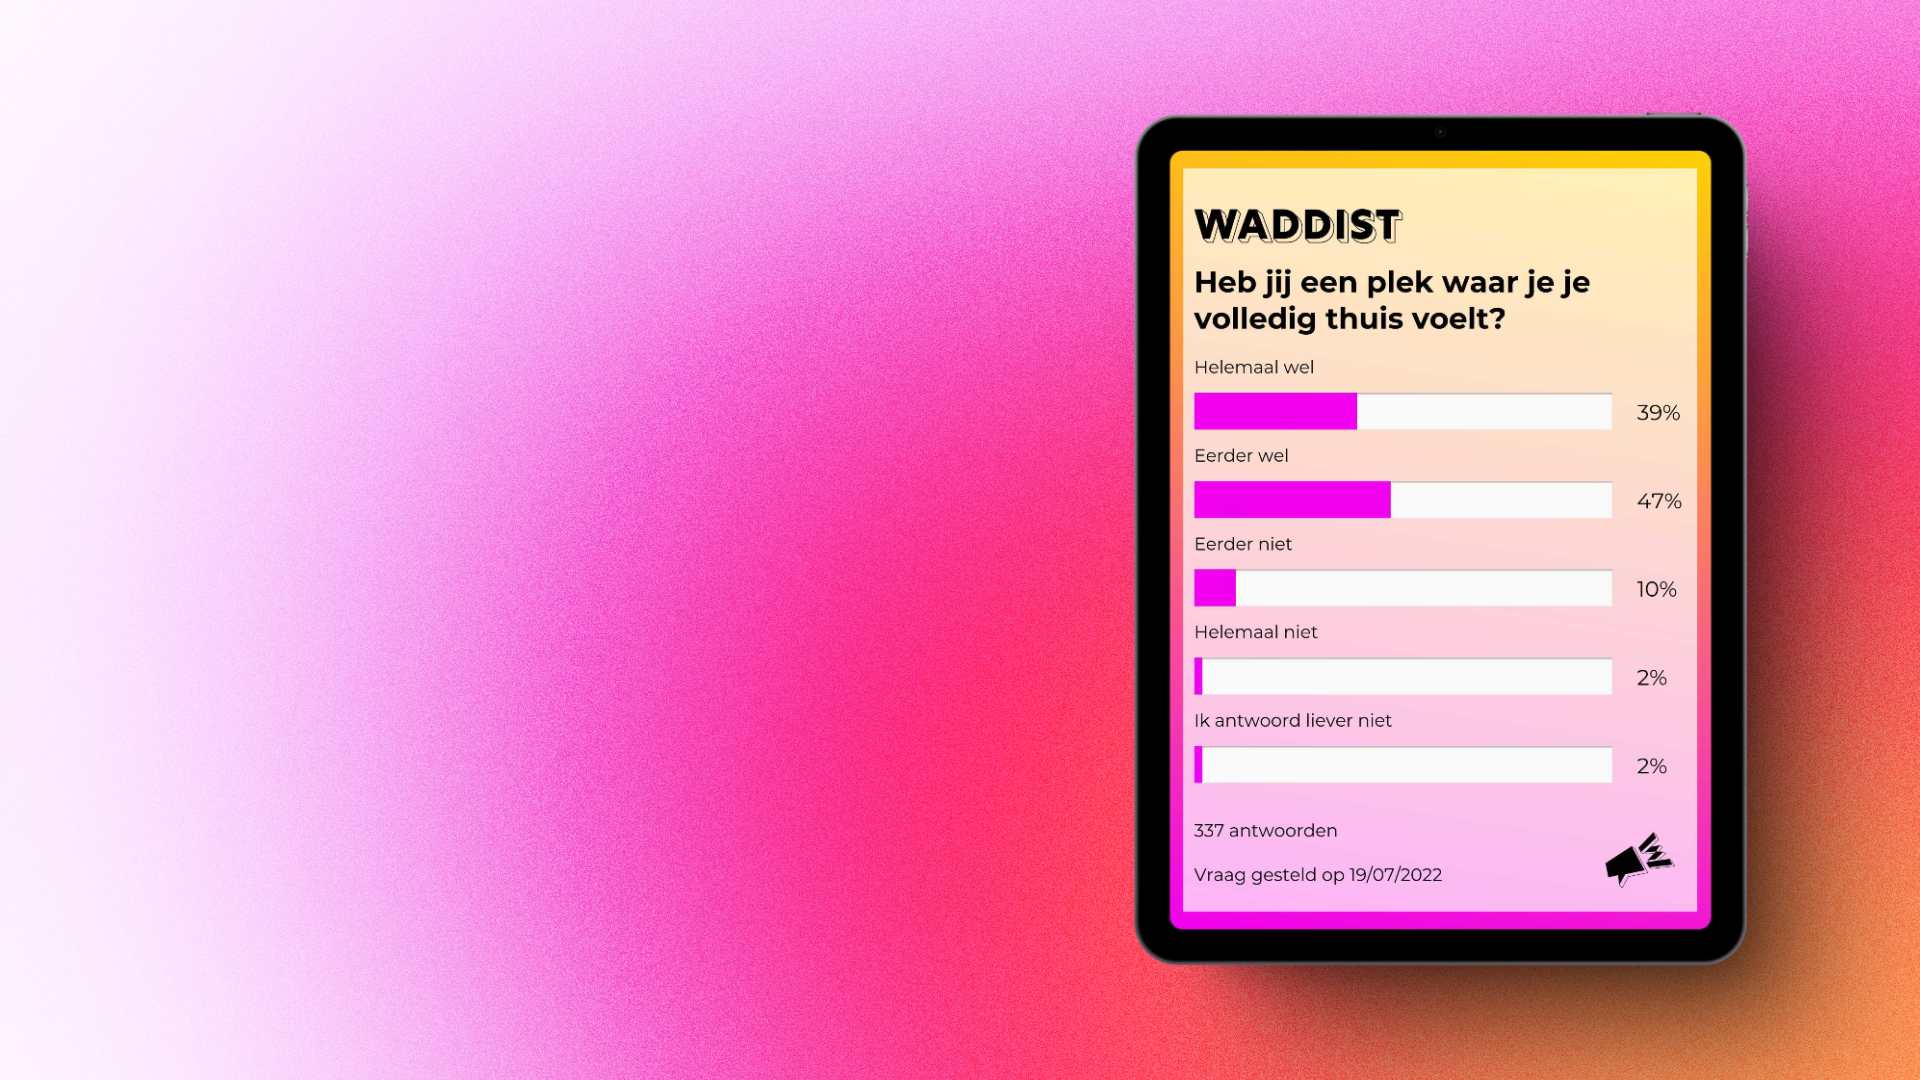 WADDIST
Heb jij een plek waar je je
volledig thuis voelt?
Helemaal wel
39%
Eerder wel
47%
Eerder niet
10%
Helemaal niet
2%
Ik antwoord liever niet
2%
337 antwoorden
Vraag gesteld op 19/07/2022